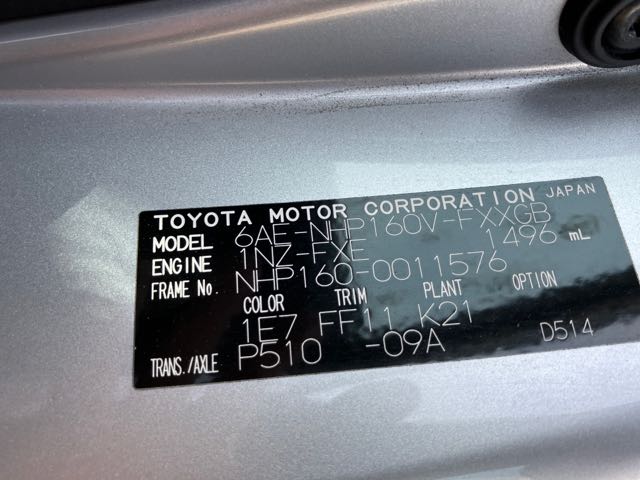 TOYOTA MOTOR CORPORATION JAPAN
MODEL 6AE-NHP160V-FXXGB
ENGINE 1NZ-FXE 1496 mL
FRAME No. NHP160-0011576
COLOR TRIM PLANT OPTION
1E7 FF11 K21
TRANS./AXLE P510 -09A D514